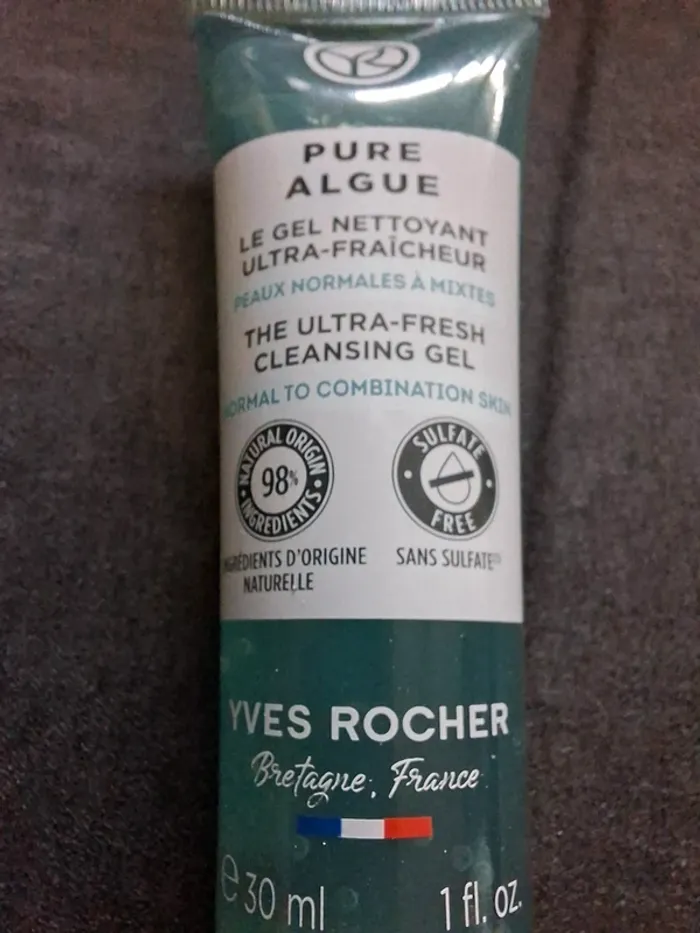 PURE
ALGUE
LE GEL NETTOYANT
ULTRA-FRAÎCHEUR
PEAUX NORMALES À MIXTES
THE ULTRA-FRESH
CLEANSING GEL
NORMAL TO COMBINATION SKIN
NATURAL ORIGIN
98%
INGREDIENTS
SULFATE
FREE
INGRÉDIENTS D'ORIGINE
NATURELLE
SANS SULFATE
YVES ROCHER
Bretagne, France
e 30 ml
1 fl. oz.